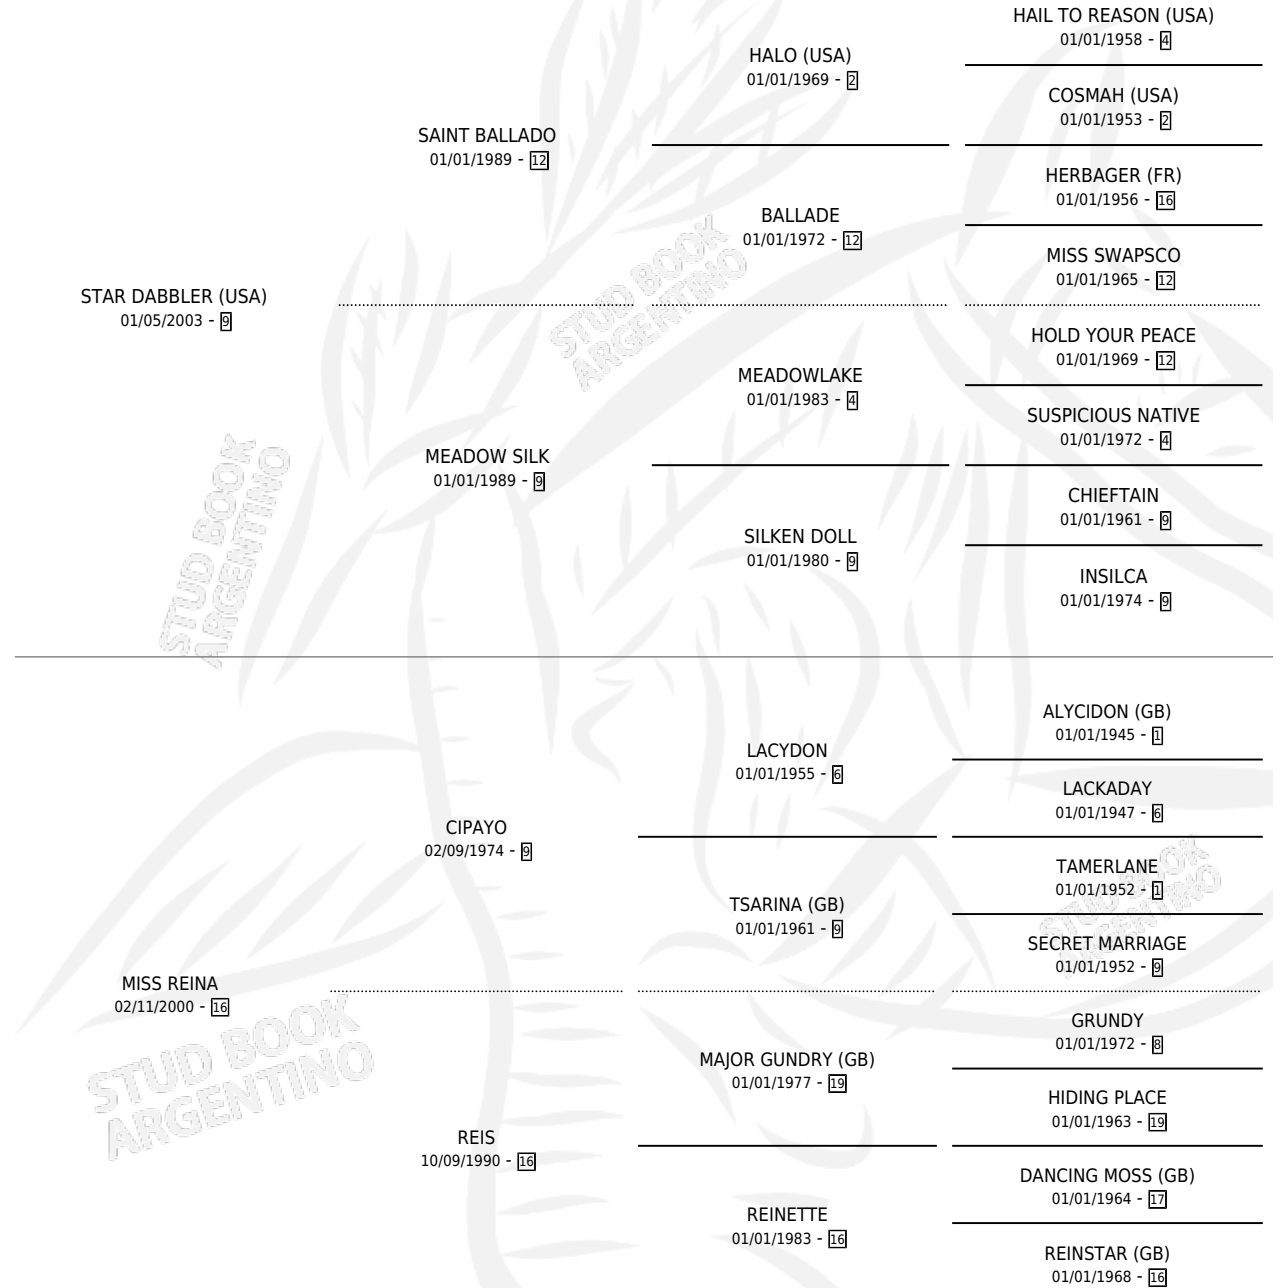 HAIL TO REASON (USA)
01/01/1958 - 4
HALO (USA)
01/01/1969 - 2
COSMAH (USA)
01/01/1953 - 2
SAINT BALLADO
01/01/1989 - 12
HERBAGER (FR)
01/01/1956 - 16
BALLADE
01/01/1972 - 12
MISS SWAPSCO
01/01/1965 - 12
STAR DABBLER (USA)
01/05/2003 - 9
STUD BOOK
ARGENTINO
HOLD YOUR PEACE
01/01/1969 - 12
MEADOWLAKE
01/01/1983 - 4
SUSPICIOUS NATIVE
01/01/1972 - 4
MEADOW SILK
01/01/1989 - 9
CHIEFTAIN
01/01/1961 - 9
SILKEN DOLL
01/01/1980 - 9
INSILCA
01/01/1974 - 9
STUD BOOK
ARGENTINO
ALYCIDON (GB)
01/01/1945 - 1
LACYDON
01/01/1955 - 6
LACKADAY
01/01/1947 - 6
CIPAYO
02/09/1974 - 9
TAMERLANE
01/01/1952 - 1
TSARINA (GB)
01/01/1961 - 9
SECRET MARRIAGE
01/01/1952 - 9
STUD BOOK
ARGENTINO
MISS REINA
02/11/2000 - 16
GRUNDY
01/01/1972 - 8
MAJOR GUNDRY (GB)
01/01/1977 - 19
HIDING PLACE
01/01/1963 - 19
STUD BOOK
ARGENTINO
REIS
10/09/1990 - 16
DANCING MOSS (GB)
01/01/1964 - 17
REINETTE
01/01/1983 - 16
REINSTAR (GB)
01/01/1968 - 16